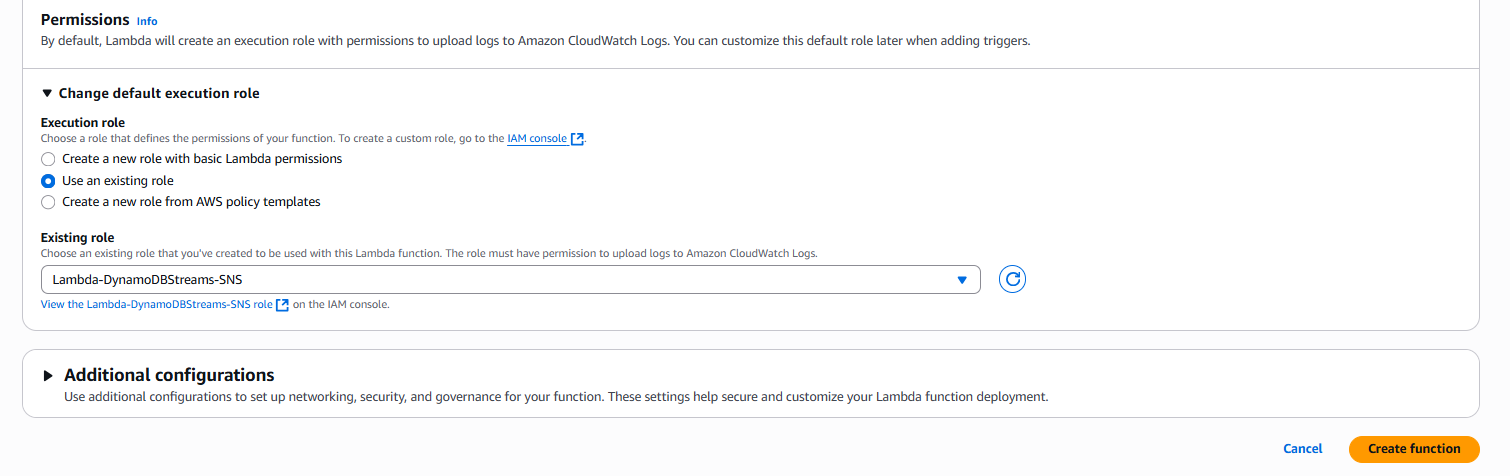 Permissions Info
By default, Lambda will create an execution role with permissions to upload logs to Amazon CloudWatch Logs. You can customize this default role later when adding triggers.
Change default execution role
Execution role
Choose a role that defines the permissions of your function. To create a custom role, go to the IAM console.
Create a new role with basic Lambda permissions
Use an existing role
Create a new role from AWS policy templates
Existing role
Choose an existing role that you've created to be used with this Lambda function. The role must have permission to upload logs to Amazon CloudWatch Logs.
Lambda-DynamoDBStreams-SNS
View the Lambda-DynamoDBStreams-SNS role on the IAM console.
Additional configurations
Use additional configurations to set up networking, security, and governance for your function. These settings help secure and customize your Lambda function deployment.
Cancel Create function